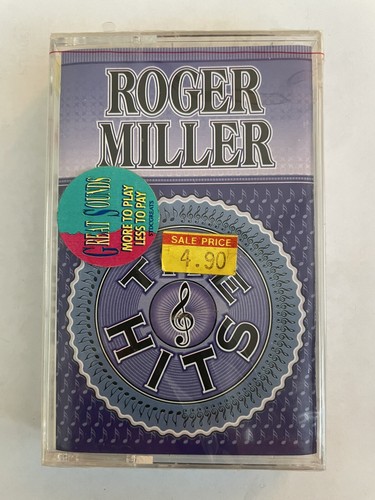 ROGER
MILLER
GREAT SOUNDS
MORE TO PLAY
LESS TO PAY
SALE PRICE
4.90
THE
HITS